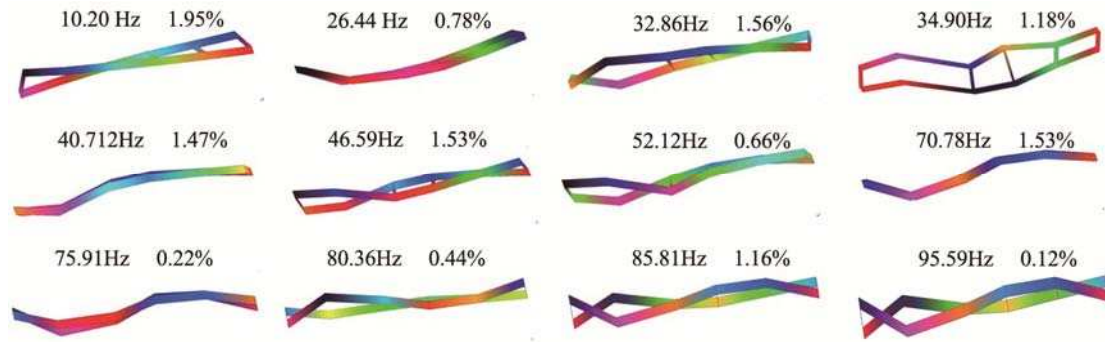 10.20 Hz 1.95% 26.44 Hz 0.78% 32.86Hz 1.56% 34.90Hz 1.18%
40.712Hz 1.47% 46.59Hz 1.53% 52.12Hz 0.66% 70.78Hz 1.53%
75.91Hz 0.22% 80.36Hz 0.44% 85.81Hz 1.16% 95.59Hz 0.12%